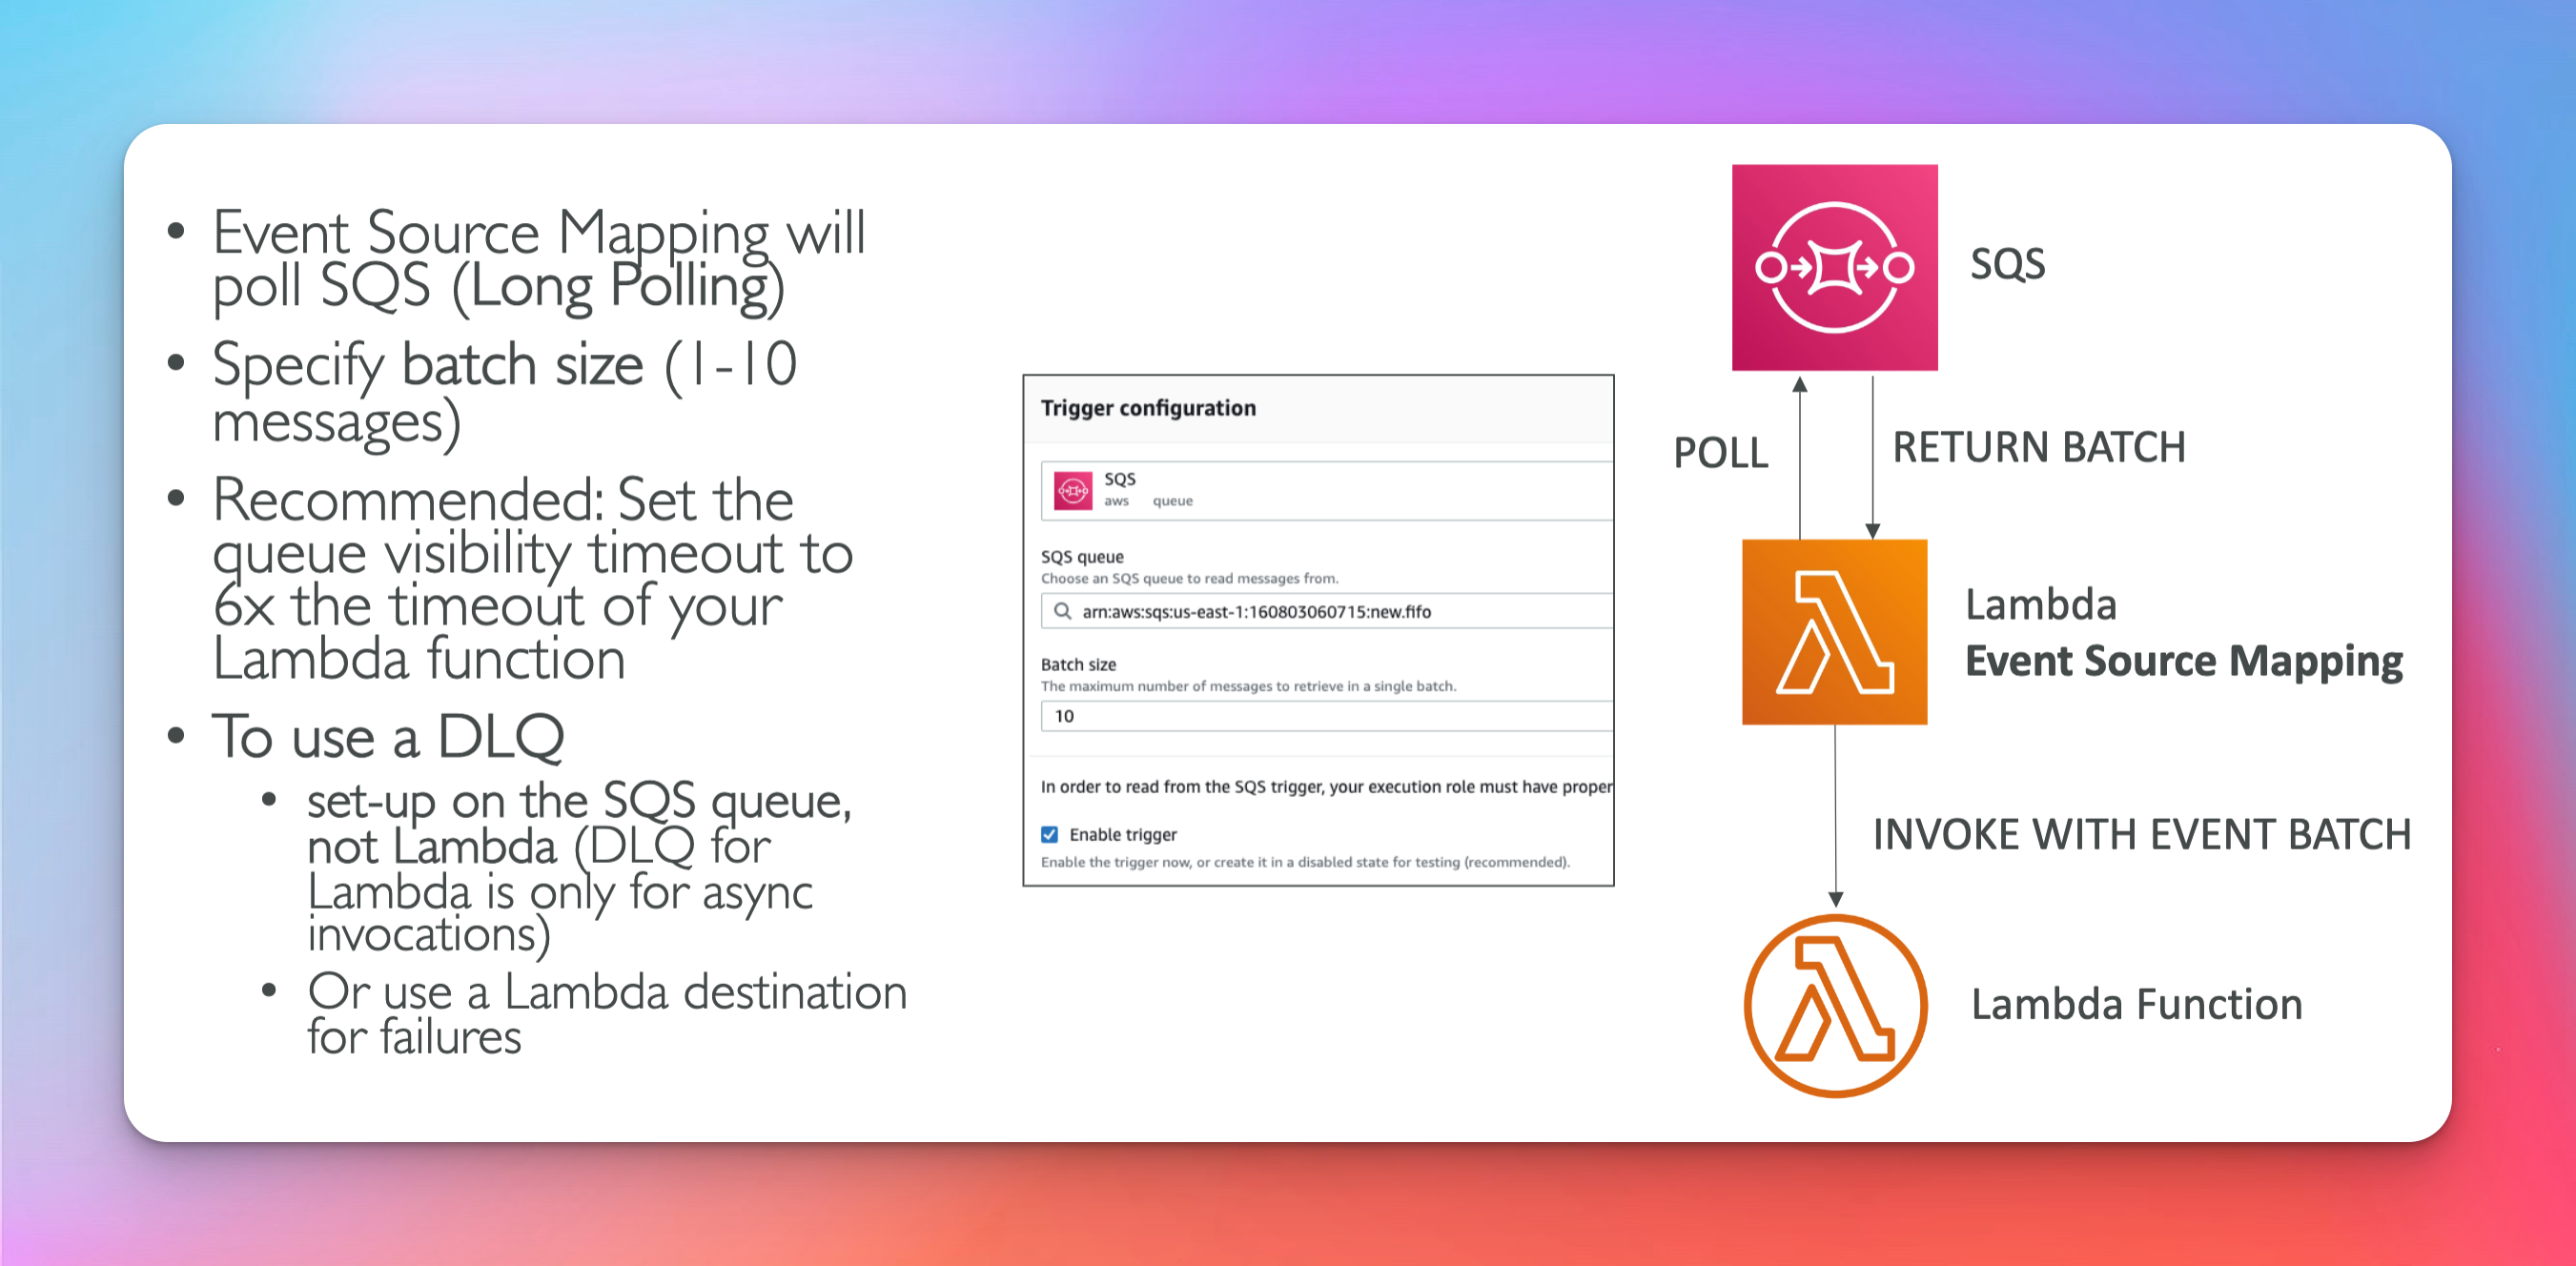 • Event Source Mapping will
poll SQS (Long Polling)
• Specify batch size (1-10
messages)
• Recommended: Set the
queue visibility timeout to
6x the timeout of your
Lambda function
• To use a DLQ
• set-up on the SQS queue,
not Lambda (DLQ for
Lambda is only for async
invocations)
• Or use a Lambda destination
for failures
Trigger configuration
SQS
aws queue
SQS queue
Choose an SQS queue to read messages from.
arn:aws:sqs:us-east-1:160803060715:new.fifo
Batch size
The maximum number of messages to retrieve in a single batch.
10
In order to read from the SQS trigger, your execution role must have proper
Enable trigger
Enable the trigger now, or create it in a disabled state for testing (recommended).
SQS
POLL
RETURN BATCH
Lambda
Event Source Mapping
INVOKE WITH EVENT BATCH
Lambda Function